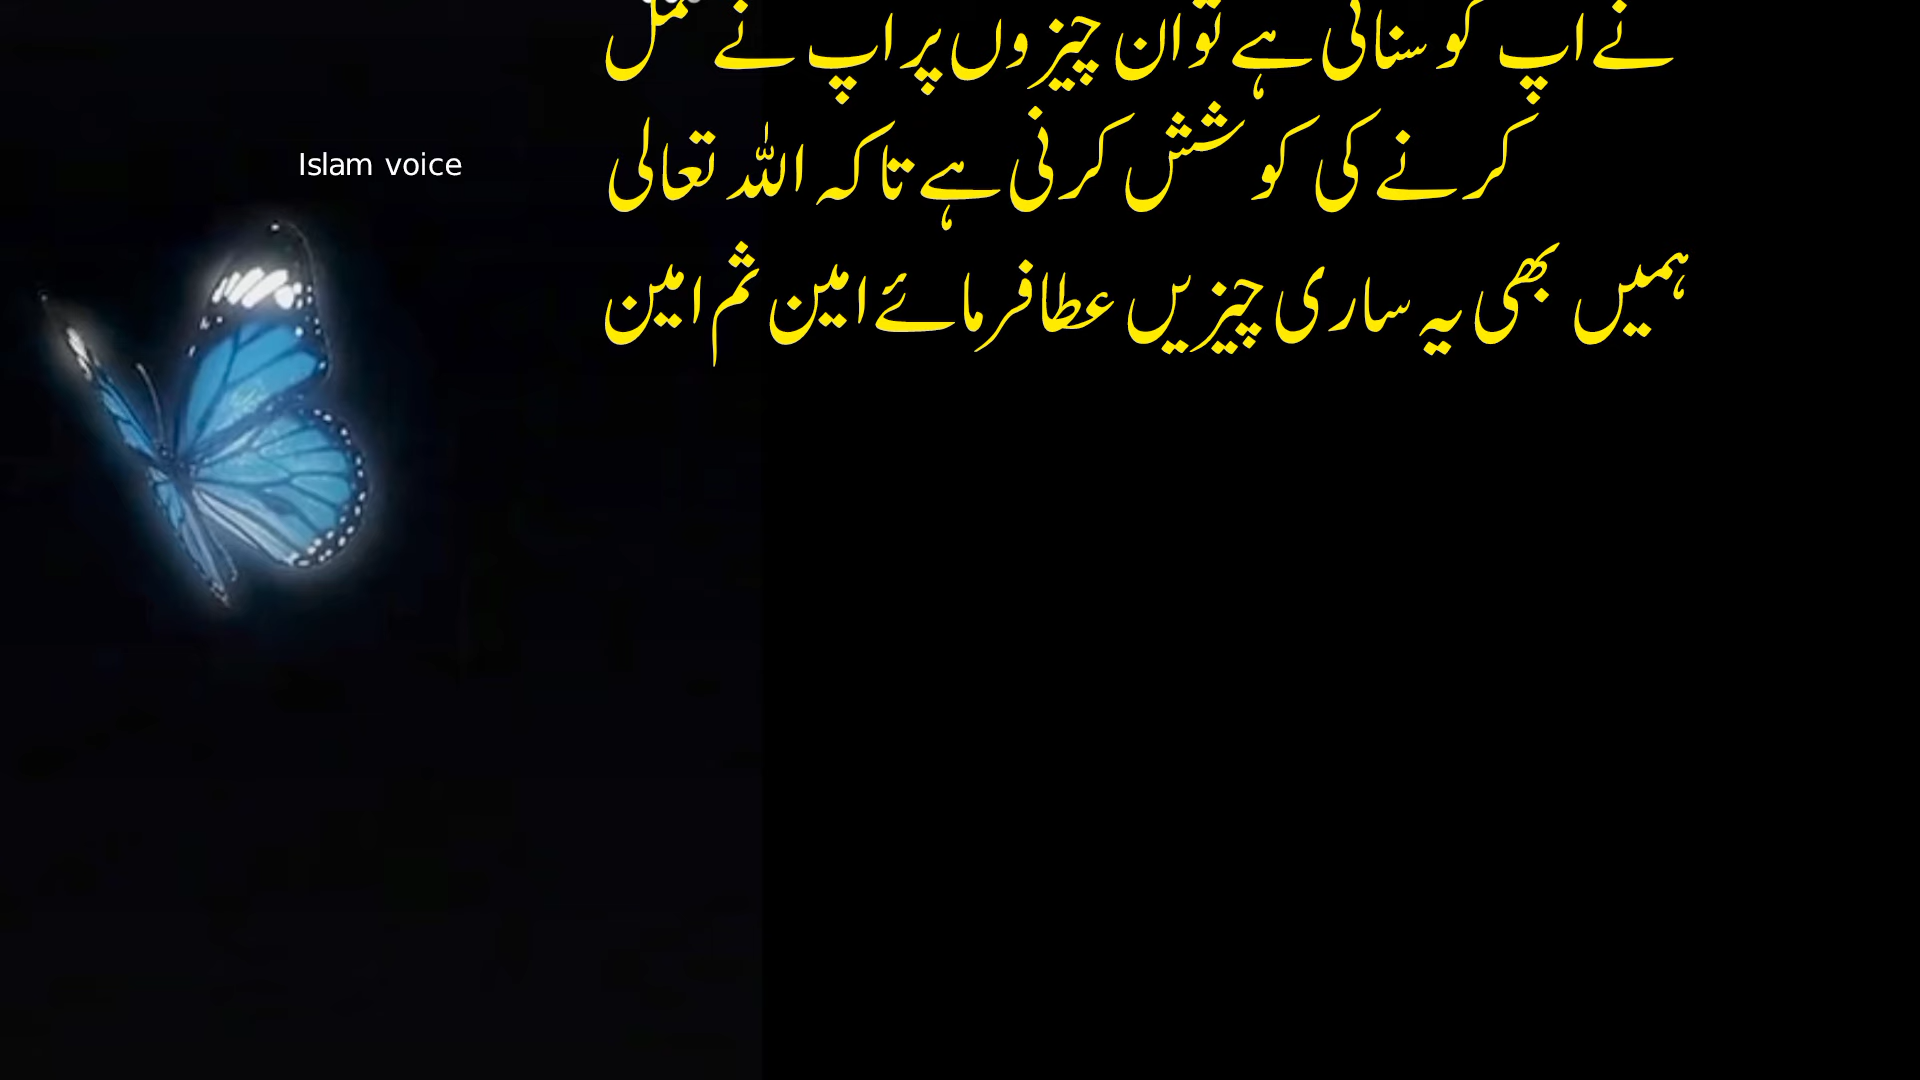 نے اپ کو سنائی ہے تو ان چیزوں پر اپ نے عمل
کرنے کی کوشش کرنی ہے تاکہ اللہ تعالی
ہمیں بھی یہ ساری چیزیں عطا فرمائے امین ثم امین
Islam voice